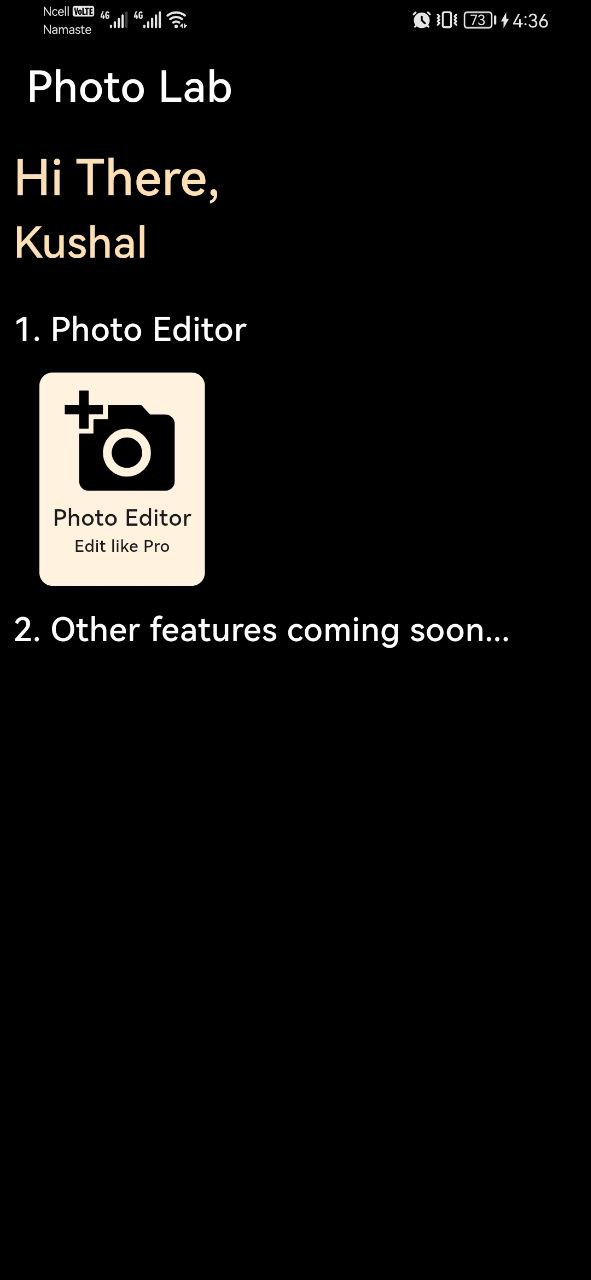 Ncell VoLTE 4G 4G 73 4:36
Namaste
Photo Lab
Hi There,
Kushal
1. Photo Editor
Photo Editor
Edit like Pro
2. Other features coming soon...